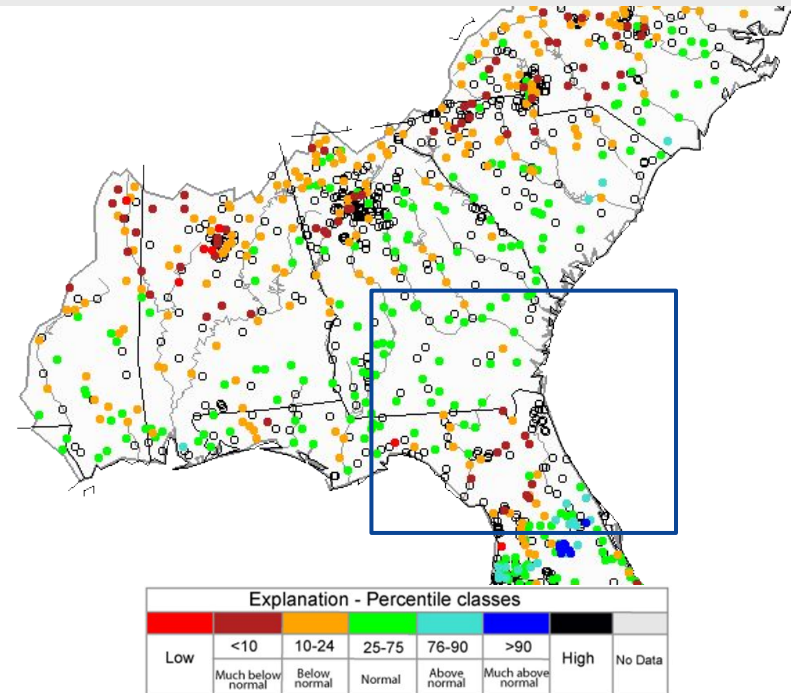 Explanation - Percentile classes
Low <10 10-24 25-75 76-90 >90 High No Data
Much below normal Below normal Normal Above normal Much above normal